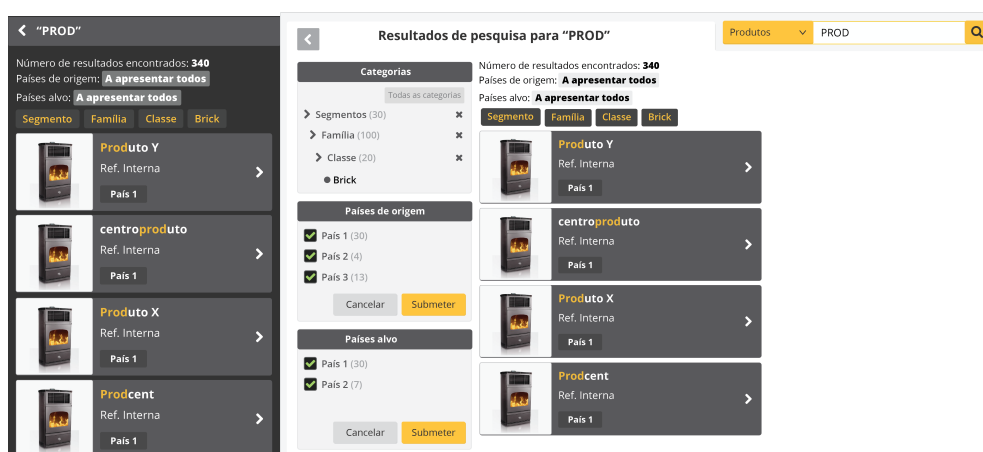 “PROD”
Número de resultados encontrados: 340
Países de origem: A apresentar todos
Países alvo: A apresentar todos
Segmento Família Classe Brick
Produto Y
Ref. Interna
País 1
centroproduto
Ref. Interna
País 1
Produto X
Ref. Interna
País 1
Prodcent
Ref. Interna
País 1
Resultados de pesquisa para “PROD”
Produtos PROD
Categorias
Todas as categorias
Segmentos (30)
Família (100)
Classe (20)
Brick
Países de origem
País 1 (30)
País 2 (4)
País 3 (13)
Cancelar Submeter
Países alvo
País 1 (30)
País 2 (7)
Cancelar Submeter
Número de resultados encontrados: 340
Países de origem: A apresentar todos
Países alvo: A apresentar todos
Segmento Família Classe Brick
Produto Y
Ref. Interna
País 1
centroproduto
Ref. Interna
País 1
Produto X
Ref. Interna
País 1
Prodcent
Ref. Interna
País 1